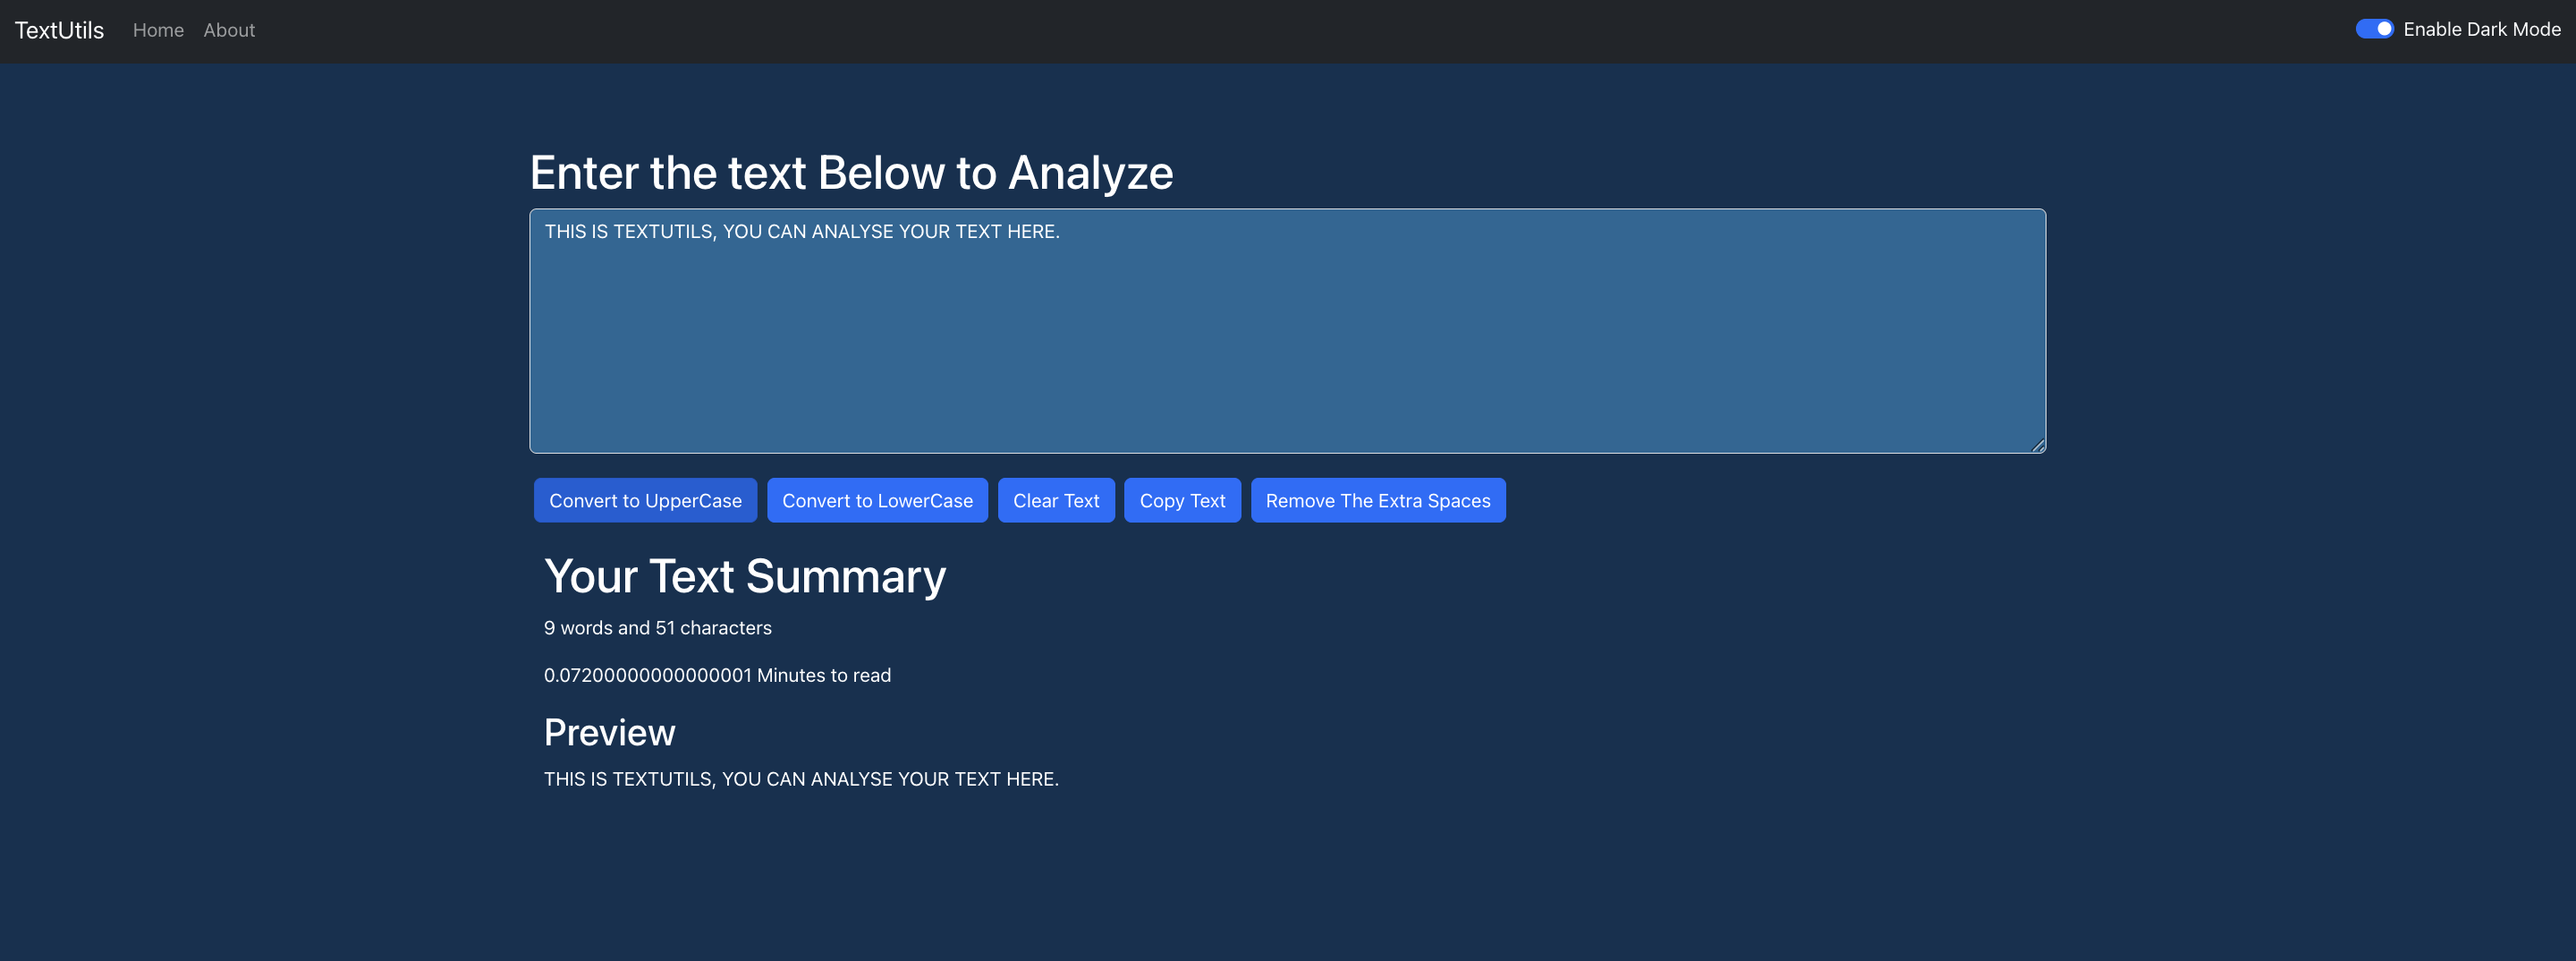 TextUtils Home About Enable Dark Mode
Enter the text Below to Analyze
THIS IS TEXTUTILS, YOU CAN ANALYSE YOUR TEXT HERE.
Convert to UpperCase Convert to LowerCase Clear Text Copy Text Remove The Extra Spaces
Your Text Summary
9 words and 51 characters
0.07200000000000001 Minutes to read
Preview
THIS IS TEXTUTILS, YOU CAN ANALYSE YOUR TEXT HERE.